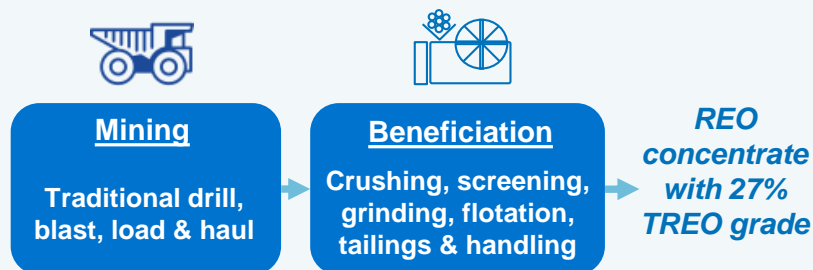 Mining
Traditional drill,
blast, load & haul
Beneficiation
Crushing, screening,
grinding, flotation,
tailings & handling
REO
concentrate
with 27%
TREO grade